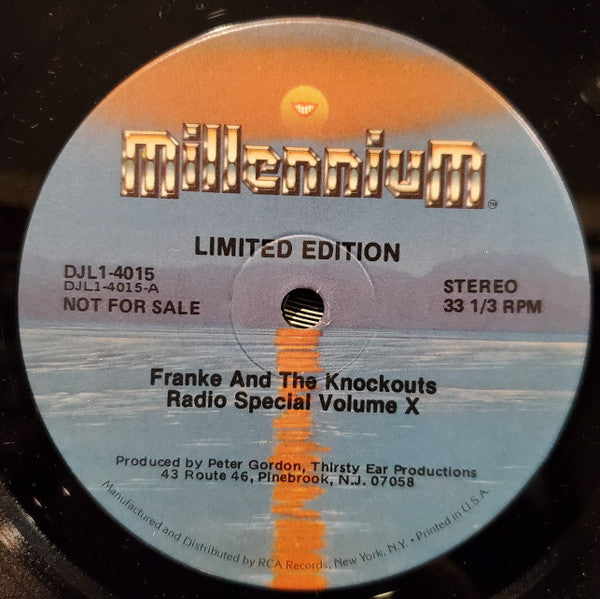 millenniuM
TM
LIMITED EDITION
DJL1-4015
DJL1-4015-A
NOT FOR SALE
STEREO
33 1/3 RPM
Franke And The Knockouts
Radio Special Volume X
Produced by Peter Gordon, Thirsty Ear Productions
43 Route 46, Pinebrook, N.J. 07058
Manufactured and Distributed by RCA Records, New York, N.Y. • Printed in U.S.A.